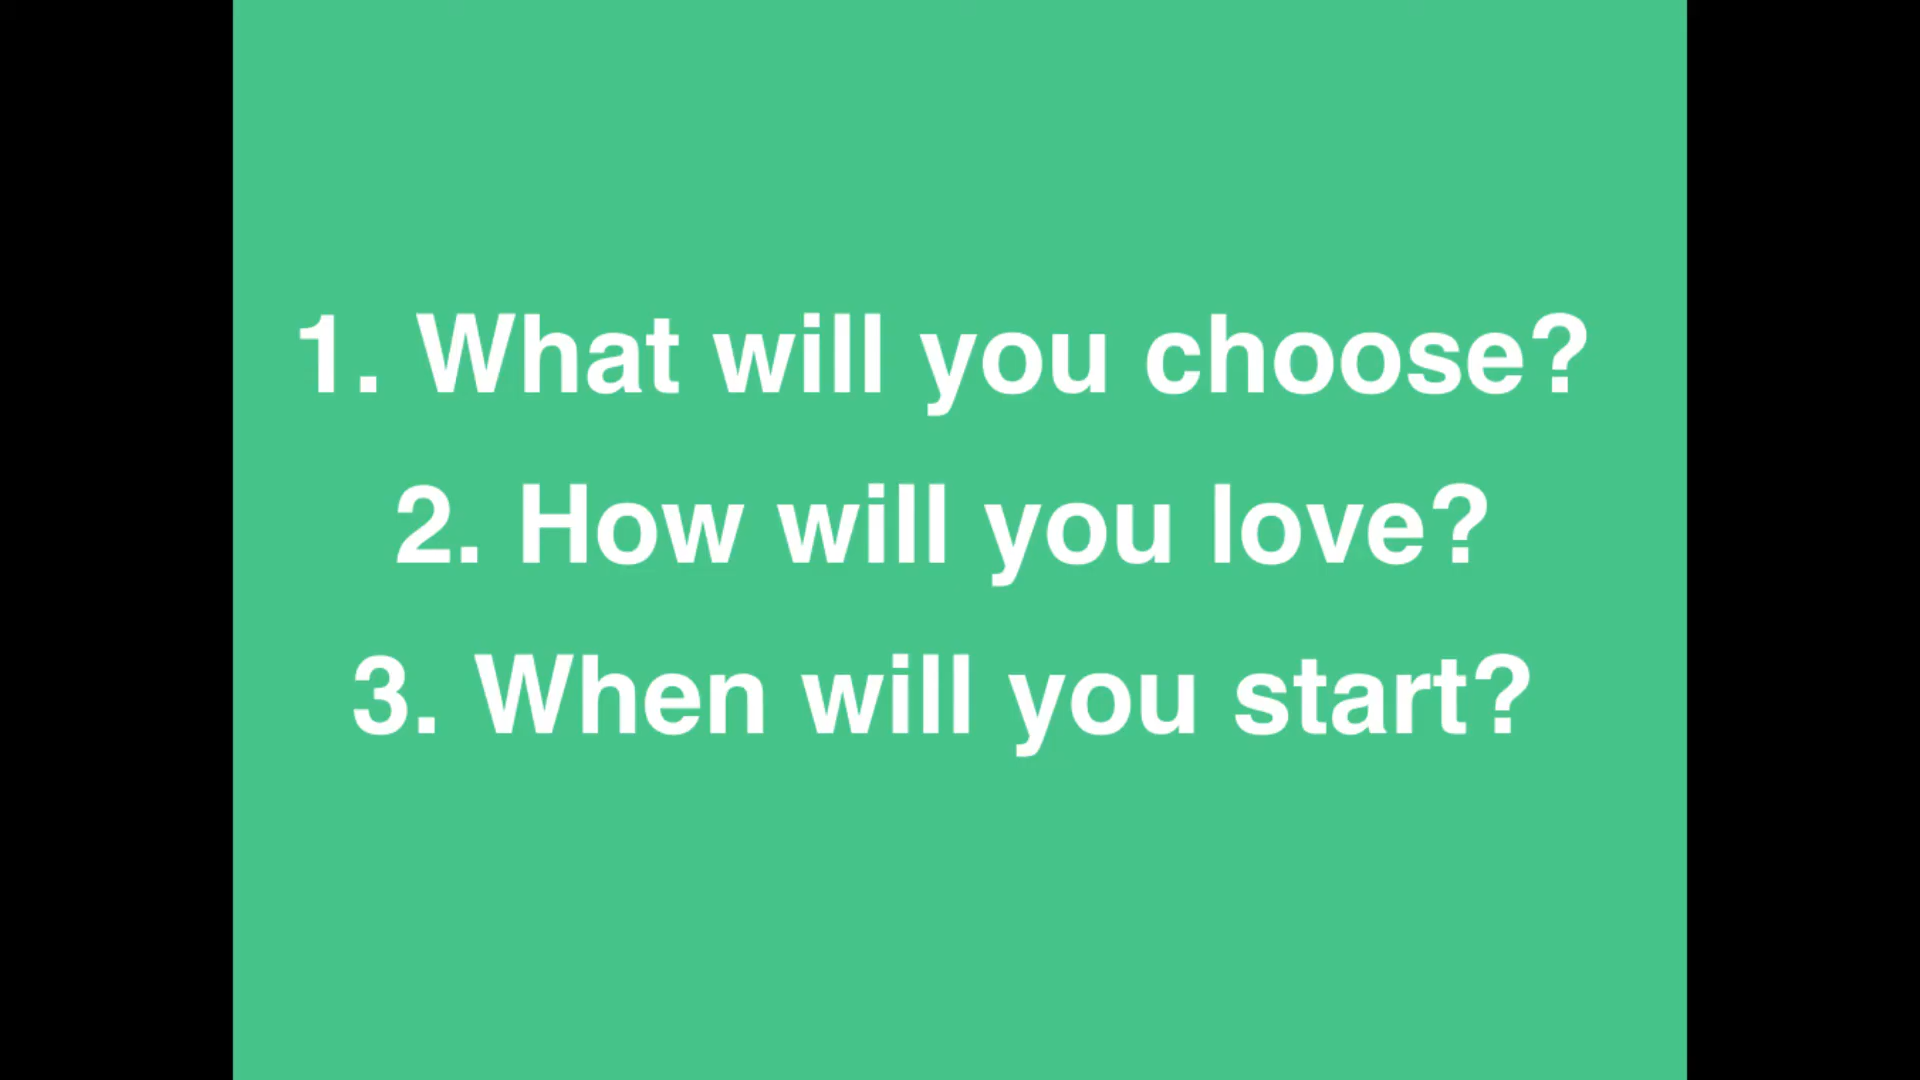 1. What will you choose?
2. How will you love?
3. When will you start?